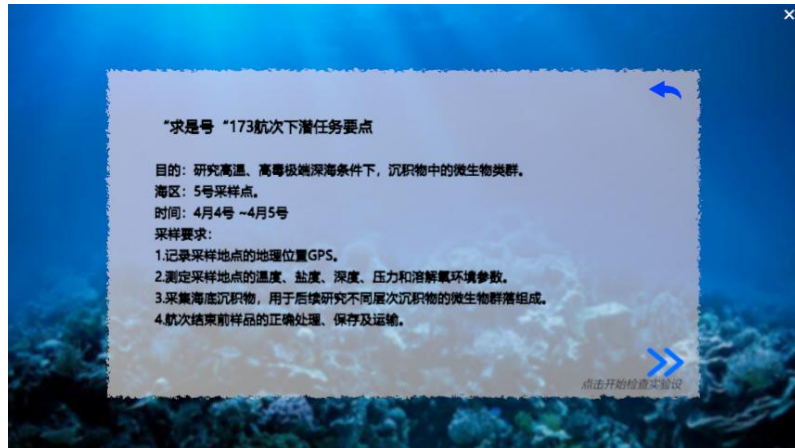 “求是号“173航次下潜任务要点
目的：研究高温、高毒极端深海条件下，沉积物中的微生物类群。
海区：5号采样点。
时间：4月4号 ~4月5号
采样要求：
1.记录采样地点的地理位置GPS。
2.测定采样地点的温度、盐度、深度、压力和溶解氧环境参数。
3.采集海底沉积物，用于后续研究不同层次沉积物的微生物群落组成。
4.航次结束前样品的正确处理、保存及运输。
点击开始检查实验设